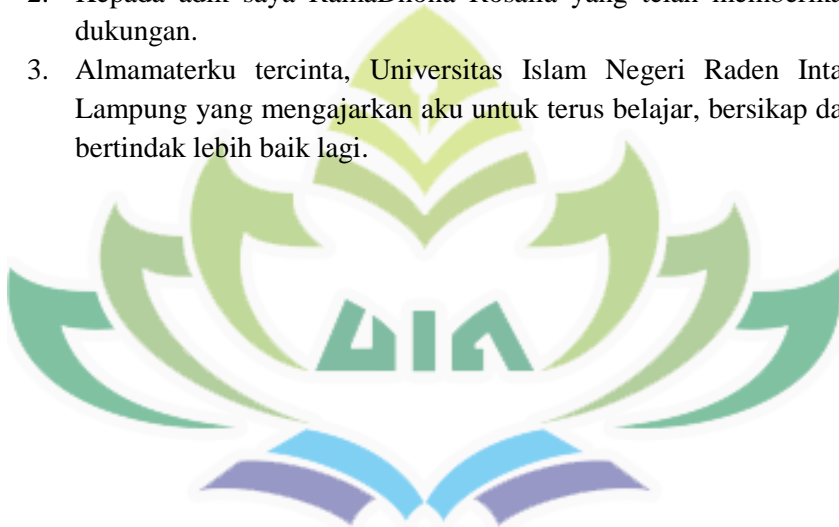 dukungan.
3. Almamaterku tercinta, Universitas Islam Negeri Raden Inta
Lampung yang mengajarkan aku untuk terus belajar, bersikap da
bertindak lebih baik lagi.
UIN